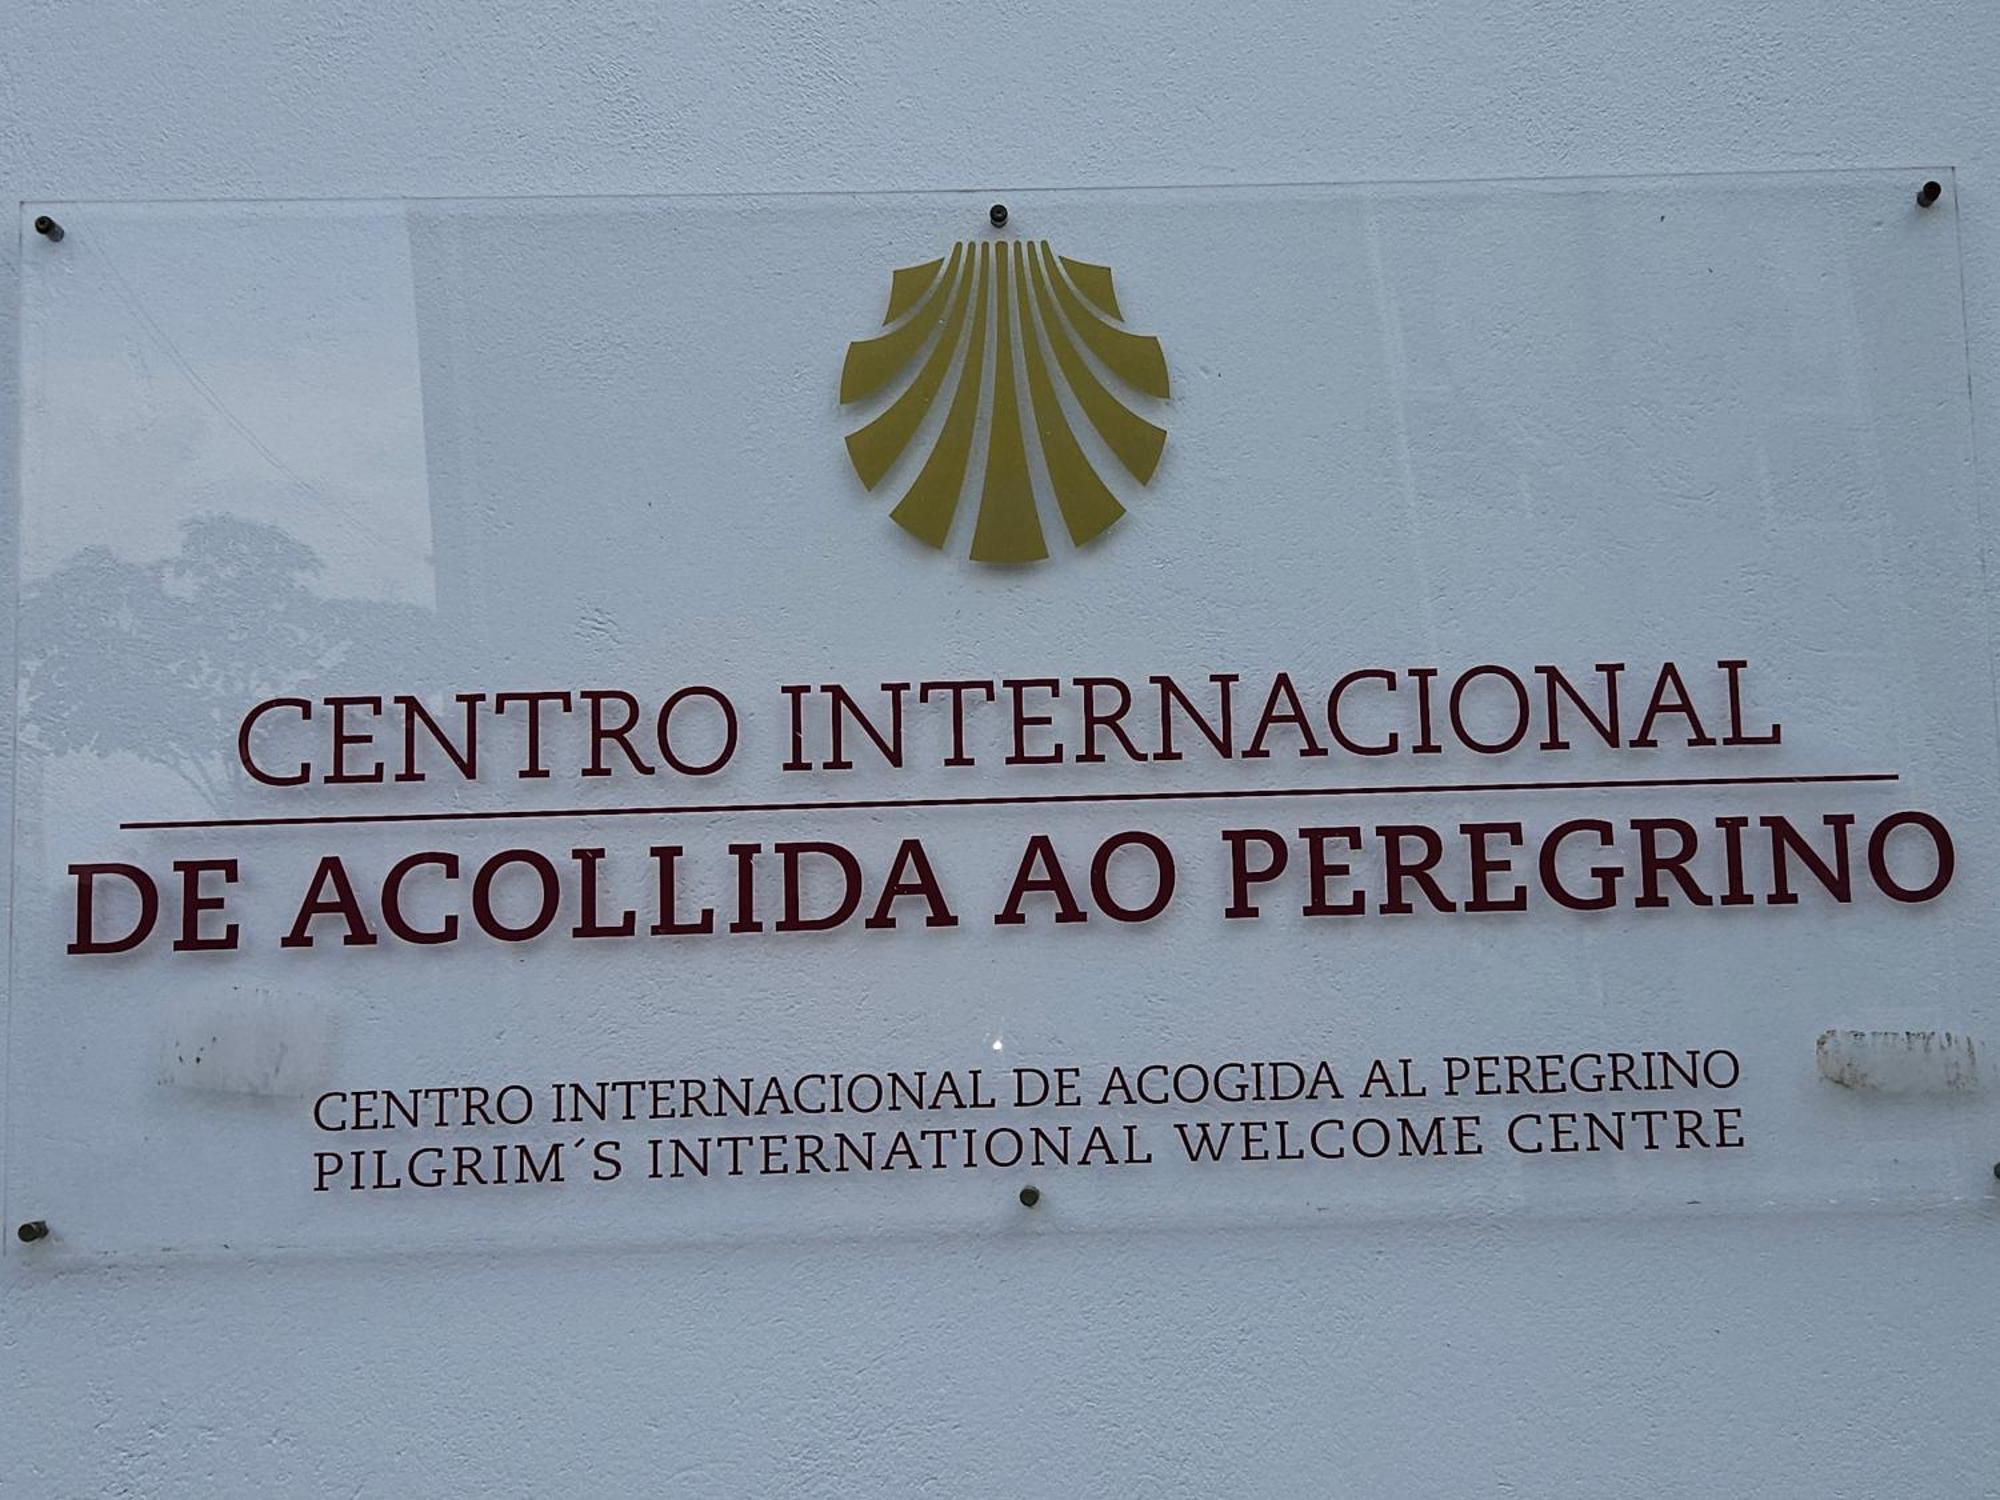 CENTRO INTERNACIONAL
DE ACOLLIDA AO PEREGRINO
CENTRO INTERNACIONAL DE ACOGIDA AL PEREGRINO
PILGRIM´S INTERNATIONAL WELCOME CENTRE